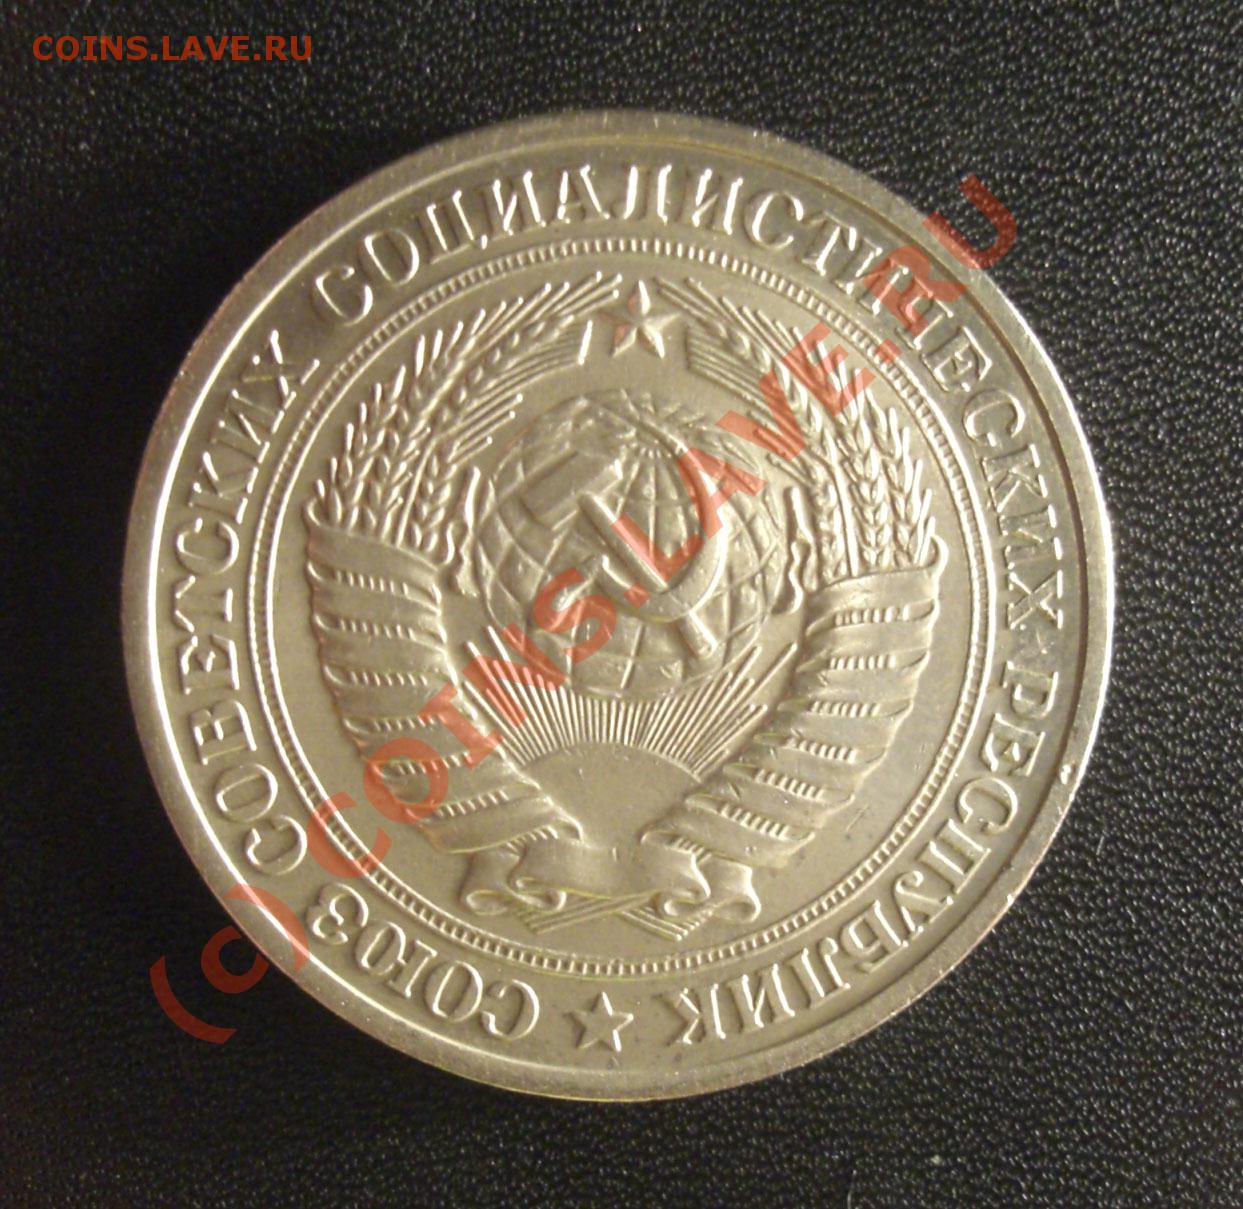 COINS.LAVE.RU
СОЮЗ СОВЕТСКИХ СОЦИАЛИСТИЧЕСКИХ РЕСПУБЛИК
(c) COINS.LAVE.RU